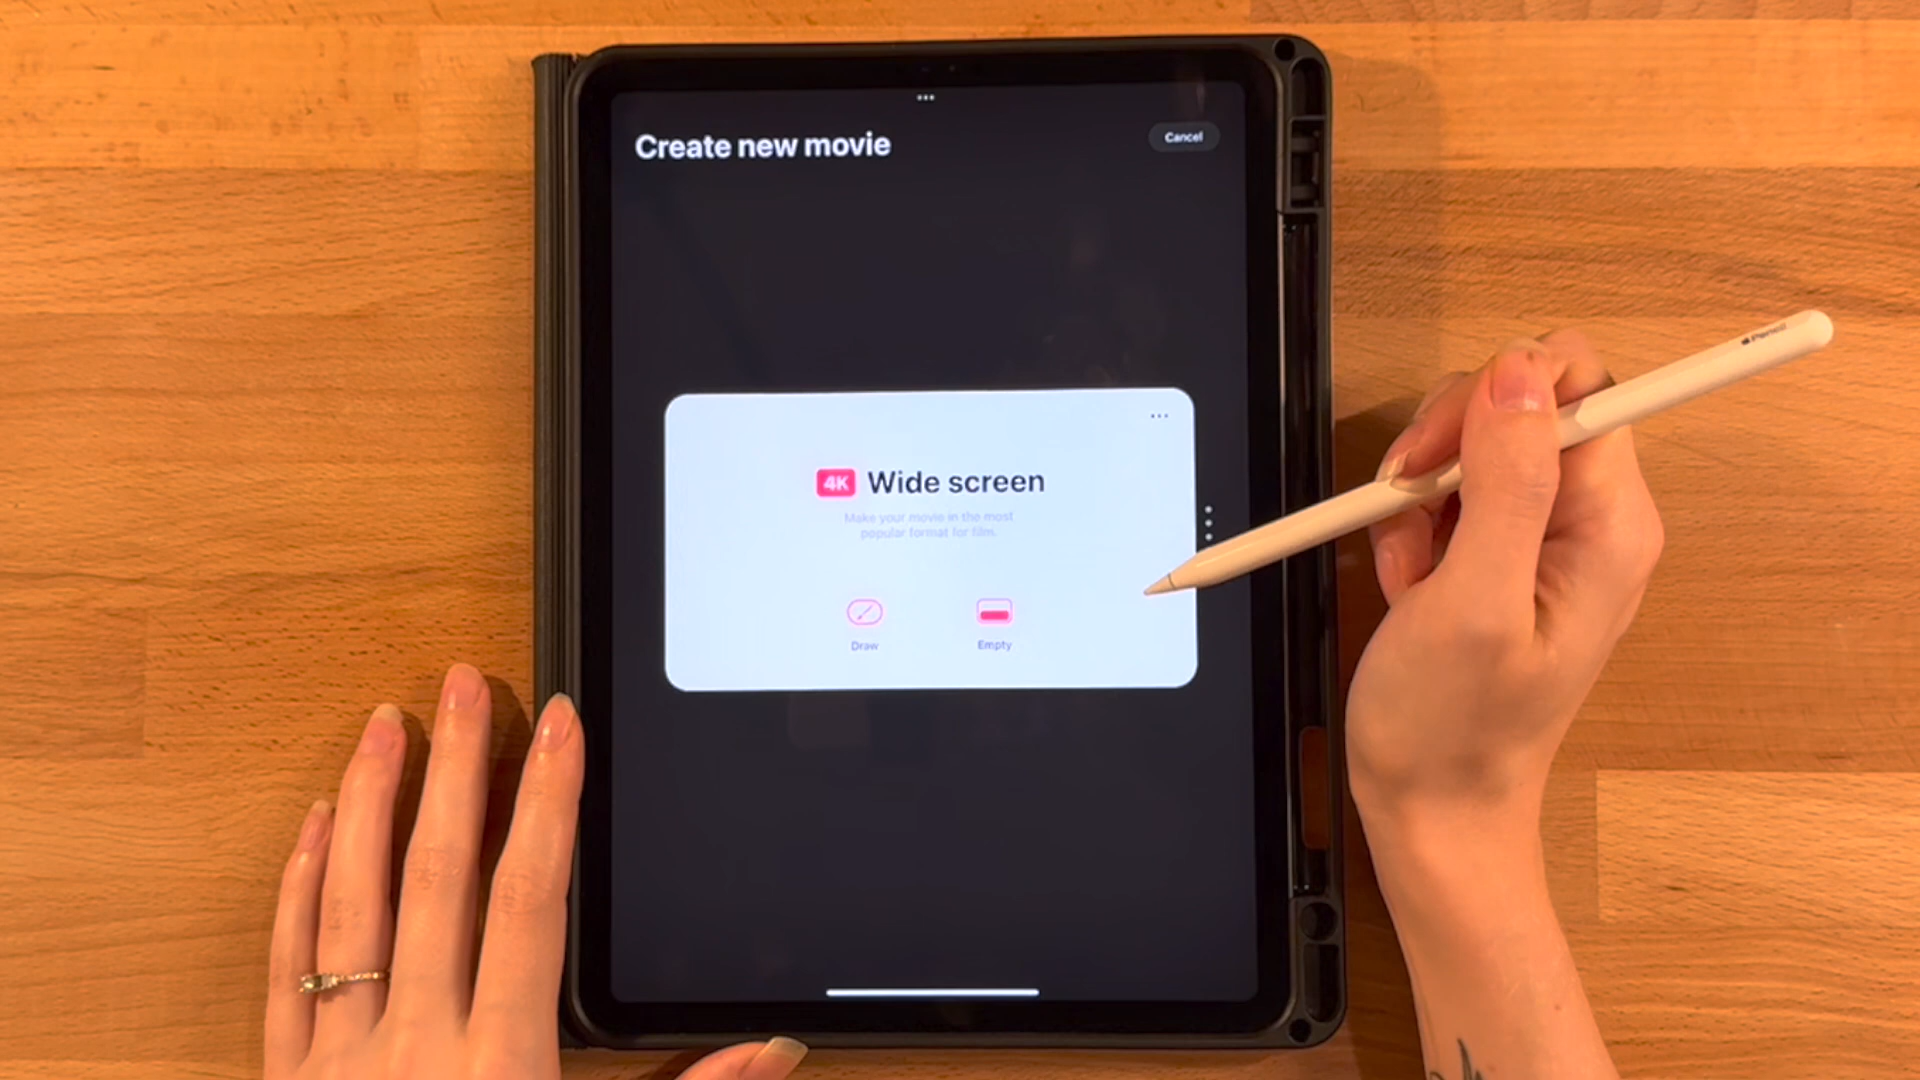 Create new movie
Cancel
4K Wide screen
Make your movie in the most
popular format for film.
Draw
Empty
Pencil